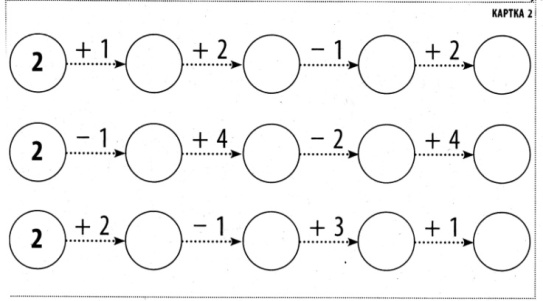 КАРТКА 2
2 + 1 + 2 − 1 + 2
2 − 1 + 4 − 2 + 4
2 + 2 − 1 + 3 + 1